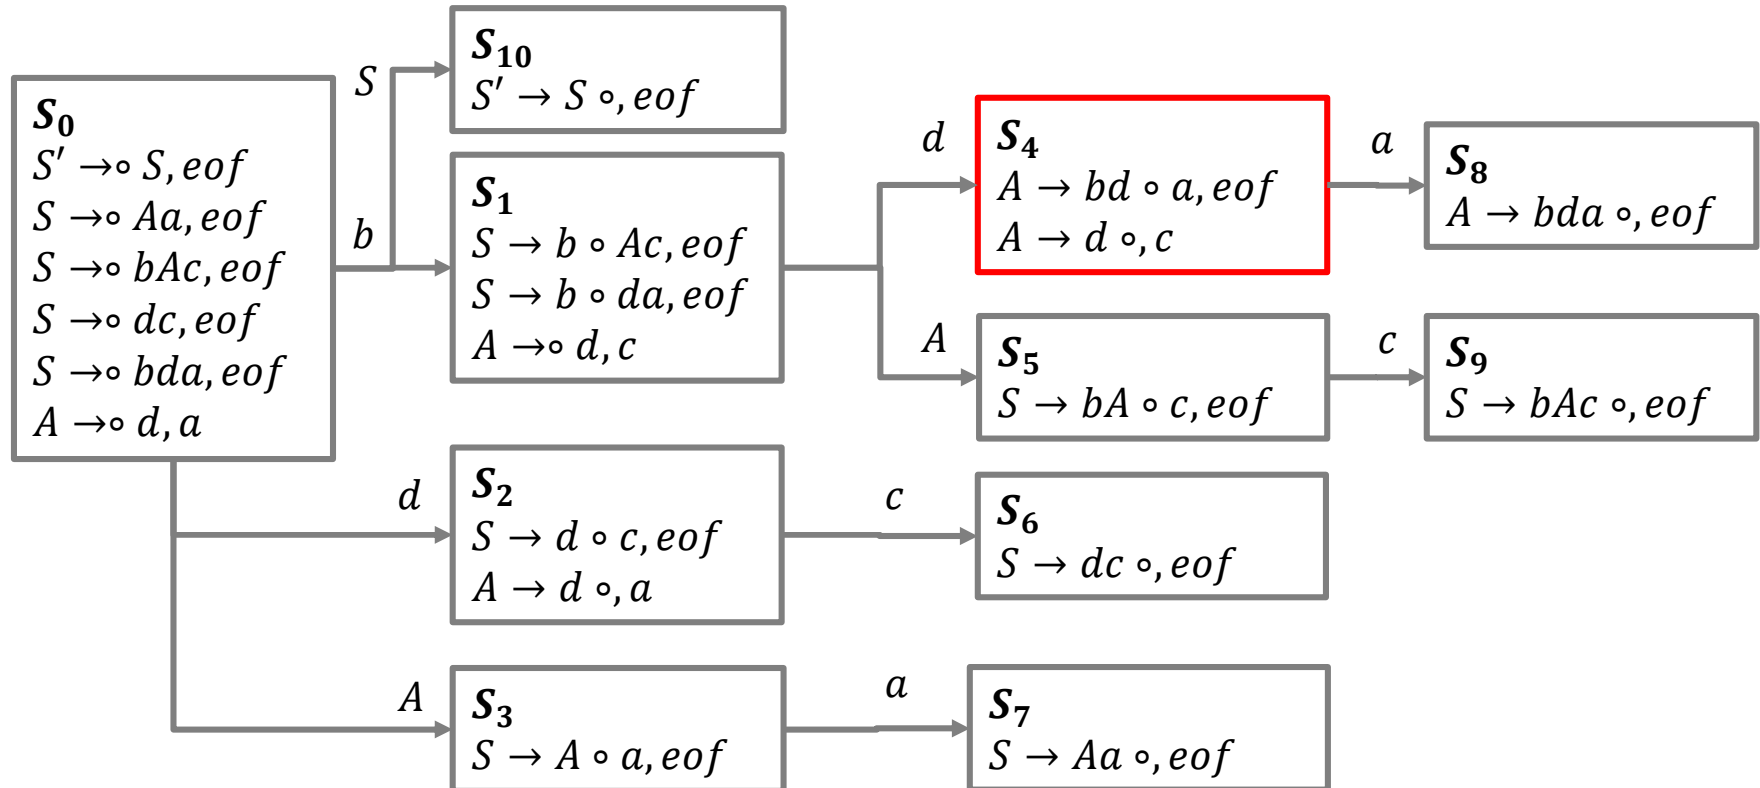 S₀
S′ →∘ S, eof
S →∘ Aa, eof
S →∘ bAc, eof
S →∘ dc, eof
S →∘ bda, eof
A →∘ d, a
S
b
d
A
S₁₀
S′ → S ∘, eof
S₁
S → b ∘ Ac, eof
S → b ∘ da, eof
A →∘ d, c
S₂
S → d ∘ c, eof
A → d ∘, a
S₃
S → A ∘ a, eof
d
A
c
a
S₄
A → bd ∘ a, eof
A → d ∘, c
S₅
S → bA ∘ c, eof
S₆
S → dc ∘, eof
S₇
S → Aa ∘, eof
a
c
S₈
A → bda ∘, eof
S₉
S → bAc ∘, eof